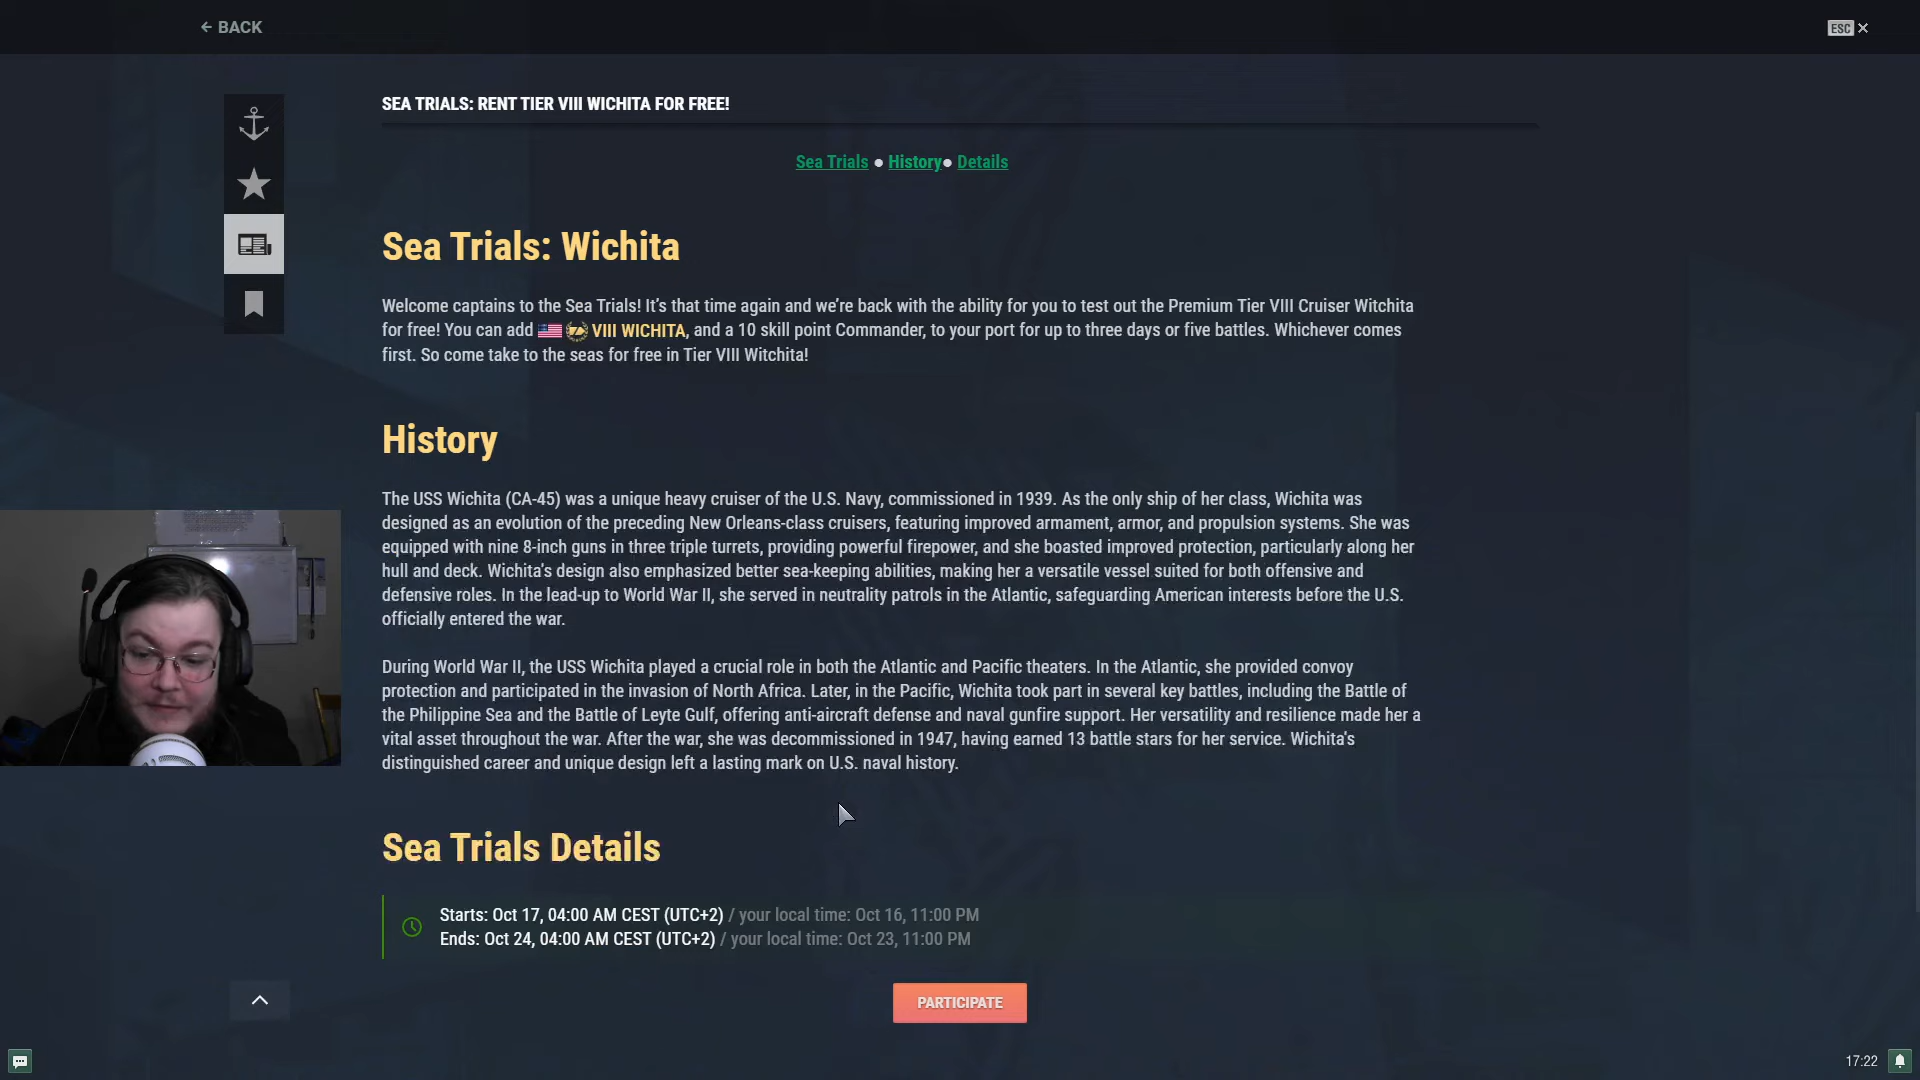 ← BACK
ESC ×
SEA TRIALS: RENT TIER VIII WICHITA FOR FREE!
Sea Trials ● History● Details
Sea Trials: Wichita
Welcome captains to the Sea Trials! It's that time again and we're back with the ability for you to test out the Premium Tier VIII Cruiser Witchita
for free! You can add VIII WICHITA, and a 10 skill point Commander, to your port for up to three days or five battles. Whichever comes
first. So come take to the seas for free in Tier VIII Witchita!
History
The USS Wichita (CA-45) was a unique heavy cruiser of the U.S. Navy, commissioned in 1939. As the only ship of her class, Wichita was
designed as an evolution of the preceding New Orleans-class cruisers, featuring improved armament, armor, and propulsion systems. She was
equipped with nine 8-inch guns in three triple turrets, providing powerful firepower, and she boasted improved protection, particularly along her
hull and deck. Wichita's design also emphasized better sea-keeping abilities, making her a versatile vessel suited for both offensive and
defensive roles. In the lead-up to World War II, she served in neutrality patrols in the Atlantic, safeguarding American interests before the U.S.
officially entered the war.
During World War II, the USS Wichita played a crucial role in both the Atlantic and Pacific theaters. In the Atlantic, she provided convoy
protection and participated in the invasion of North Africa. Later, in the Pacific, Wichita took part in several key battles, including the Battle of
the Philippine Sea and the Battle of Leyte Gulf, offering anti-aircraft defense and naval gunfire support. Her versatility and resilience made her a
vital asset throughout the war. After the war, she was decommissioned in 1947, having earned 13 battle stars for her service. Wichita's
distinguished career and unique design left a lasting mark on U.S. naval history.
Sea Trials Details
Starts: Oct 17, 04:00 AM CEST (UTC+2) / your local time: Oct 16, 11:00 PM
Ends: Oct 24, 04:00 AM CEST (UTC+2) / your local time: Oct 23, 11:00 PM
PARTICIPATE
17:22